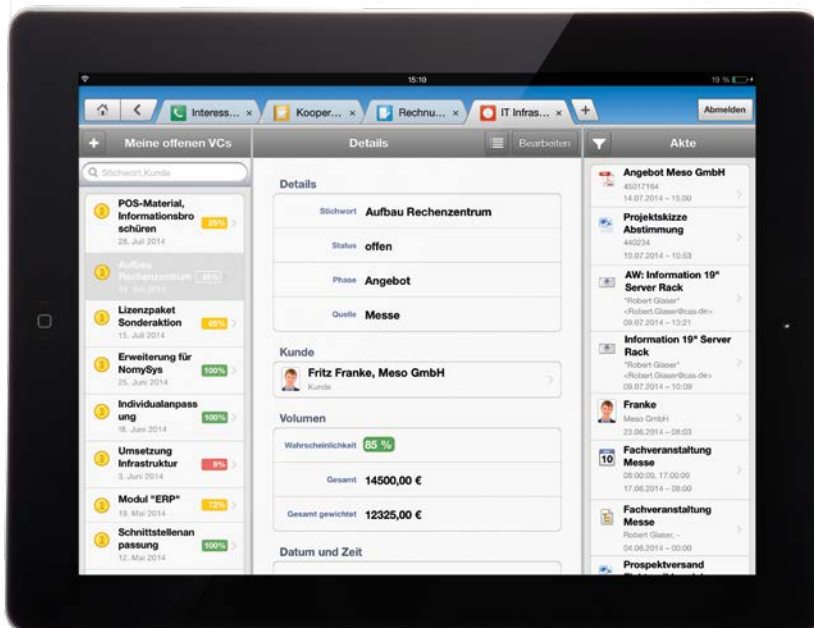 15:10
19 %
Interess... ×
Kooper... ×
Rechnu... ×
IT Infras... ×
+
Abmelden
+
Meine offenen VCs
Stichwort,Kunde
POS-Material,
Informationsbro
schüren
25%
28. Juli 2014
Aufbau
Rechenzentrum
85%
Lizenzpaket
Sonderaktion
15. Juli 2014
Erweiterung für
NomySys
100%
25. Juni 2014
Individualanpass
ung
100%
18. Juni 2014
Umsetzung
Infrastruktur
3. Juni 2014
Modul "ERP"
72%
19. Mai 2014
Schnittstellenan
passung
100%
12. Mai 2014
Details
Bearbeiten
Details
Stichwort Aufbau Rechenzentrum
Status offen
Phase Angebot
Quelle Messe
Kunde
Fritz Franke, Meso GmbH
Kunde
Volumen
Wahrscheinlichkeit 85 %
Gesamt 14500,00 €
Gesamt gewichtet 12325,00 €
Datum und Zeit
Akte
Angebot Meso GmbH
45017164
14.07.2014 – 15:00
Projektskizze
Abstimmung
440234
10.07.2014 – 10:53
AW: Information 19"
Server Rack
"Robert Glaser"
<Robert.Glaser@cas.de>
09.07.2014 – 13:21
Information 19" Server
Rack
"Robert Glaser"
<Robert.Glaser@cas.de>
09.07.2014 – 10:09
Franke
Meso GmbH
23.06.2014 – 08:03
10
Fachveranstaltung
Messe
08:00:00, 17:00:00
17.06.2014 – 08:00
Fachveranstaltung
Messe
Robert Glaser, -
04.06.2014 – 00:00
Prospektversand